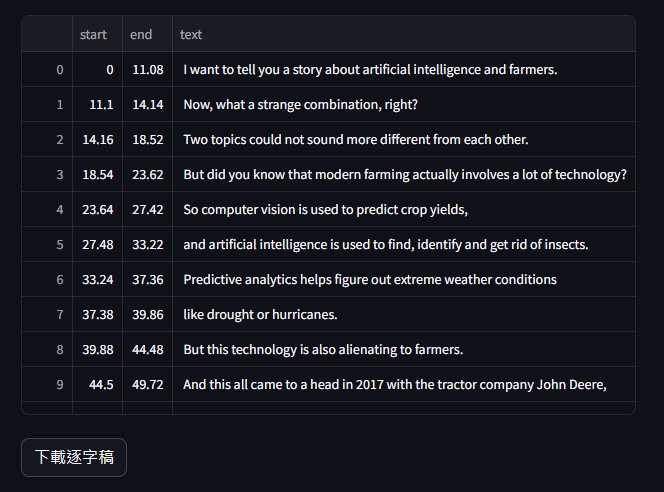 start end text
0 0 11.08 I want to tell you a story about artificial intelligence and farmers.
1 11.1 14.14 Now, what a strange combination, right?
2 14.16 18.52 Two topics could not sound more different from each other.
3 18.54 23.62 But did you know that modern farming actually involves a lot of technology?
4 23.64 27.42 So computer vision is used to predict crop yields,
5 27.48 33.22 and artificial intelligence is used to find, identify and get rid of insects.
6 33.24 37.36 Predictive analytics helps figure out extreme weather conditions
7 37.38 39.86 like drought or hurricanes.
8 39.88 44.48 But this technology is also alienating to farmers.
9 44.5 49.72 And this all came to a head in 2017 with the tractor company John Deere,
下載逐字稿